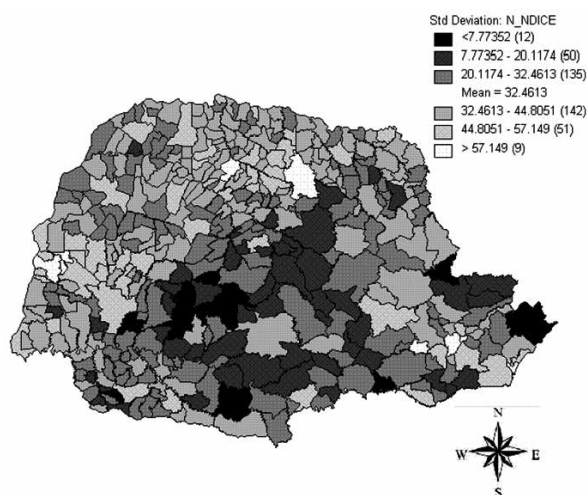 Std Deviation: N_NDICE
<7.77352 (12)
7.77352 - 20.1174 (50)
20.1174 - 32.4613 (135)
Mean = 32.4613
32.4613 - 44.8051 (142)
44.8051 - 57.149 (51)
> 57.149 (9)
N
W E
S